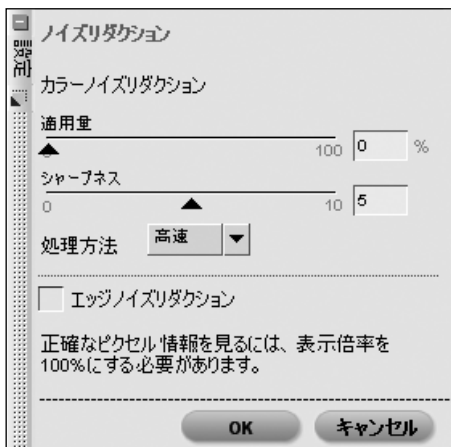 設定
ノイズリダクション
カラーノイズリダクション
適用量
0 100 0 %
シャープネス
0 10 5
処理方法 高速
エッジノイズリダクション
正確なピクセル情報を見るには、表示倍率を
100%にする必要があります。
OK キャンセル